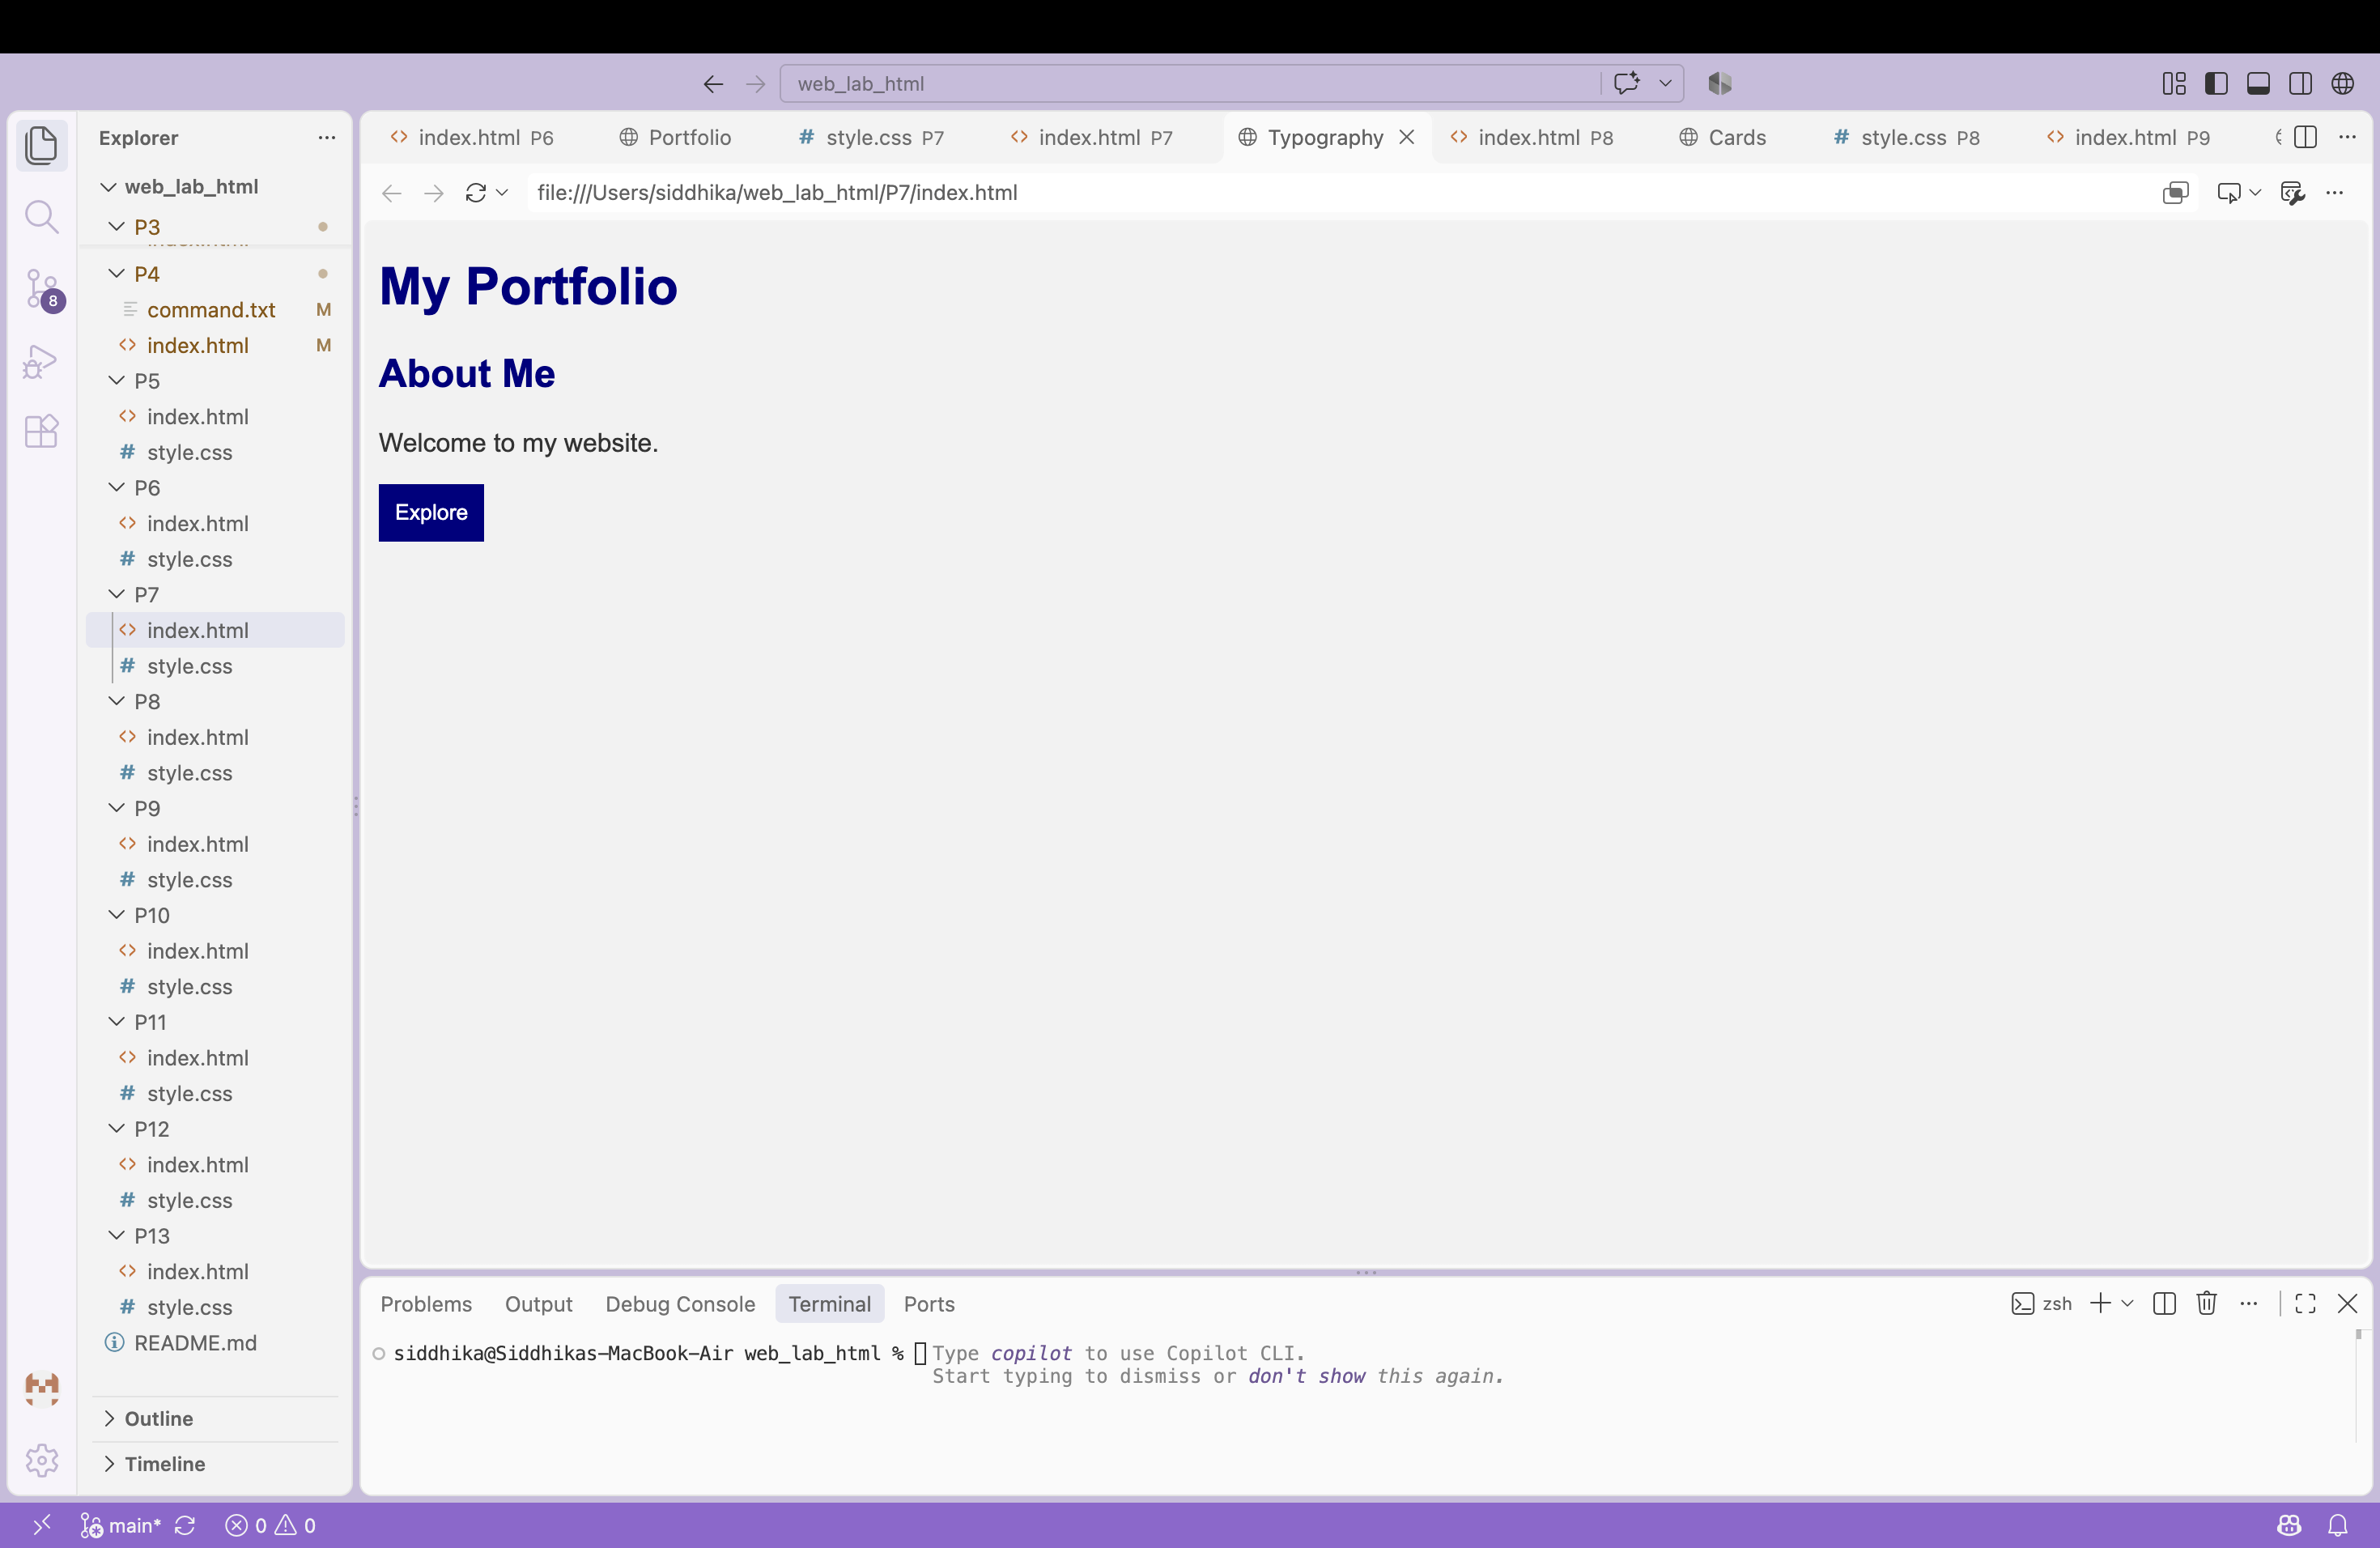 web_lab_html
Explorer
web_lab_html
P3
P4
command.txt M
index.html M
P5
index.html
# style.css
P6
index.html
# style.css
P7
index.html
# style.css
P8
index.html
# style.css
P9
index.html
# style.css
P10
index.html
# style.css
P11
index.html
# style.css
P12
index.html
# style.css
P13
index.html
# style.css
README.md
Outline
Timeline
8
index.html P6 Portfolio # style.css P7 index.html P7 Typography index.html P8 Cards # style.css P8 index.html P9
file:///Users/siddhika/web_lab_html/P7/index.html
My Portfolio
About Me
Welcome to my website.
Explore
Problems Output Debug Console Terminal Ports
zsh
siddhika@Siddhikas-MacBook-Air web_lab_html % Type copilot to use Copilot CLI.
Start typing to dismiss or don't show this again.
main* 0 0